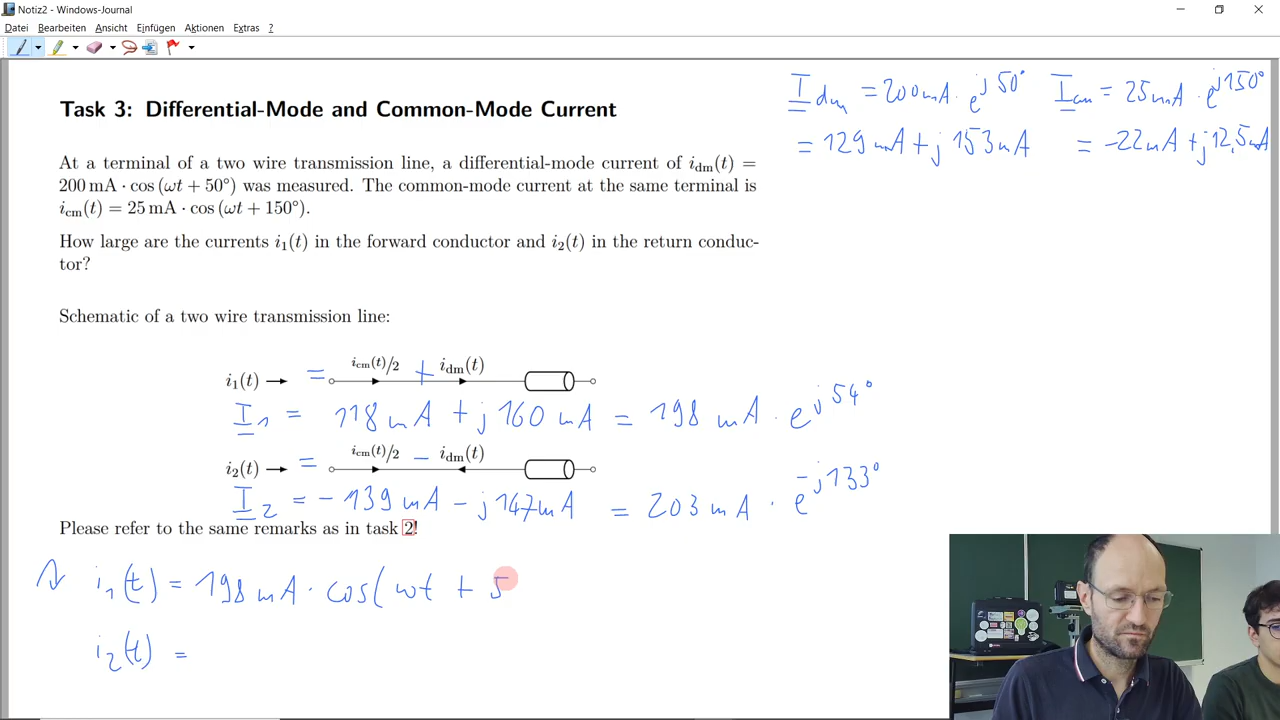 Notiz2 - Windows-Journal
Datei Bearbeiten Ansicht Einfügen Aktionen Extras ?
I dm = 200 mA · e^j50° I cm = 25 mA · e^j150°
= 129 mA + j 153 mA = -22 mA + j 12,5 mA
Task 3: Differential-Mode and Common-Mode Current
At a terminal of a two wire transmission line, a differential-mode current of i_dm(t) =
200 mA · cos (ωt + 50°) was measured. The common-mode current at the same terminal is
i_cm(t) = 25 mA · cos (ωt + 150°).
How large are the currents i_1(t) in the forward conductor and i_2(t) in the return conduc-
tor?
Schematic of a two wire transmission line:
i_1(t) → = i_cm(t)/2 + i_dm(t)
I_1 = 118 mA + j 160 mA = 198 mA · e^j54°
i_2(t) → = i_cm(t)/2 - i_dm(t)
I_2 = -139 mA - j 147 mA = 203 mA · e^-j133°
Please refer to the same remarks as in task 2!
i_1(t) = 198 mA · cos( ωt + 5
i_2(t) =